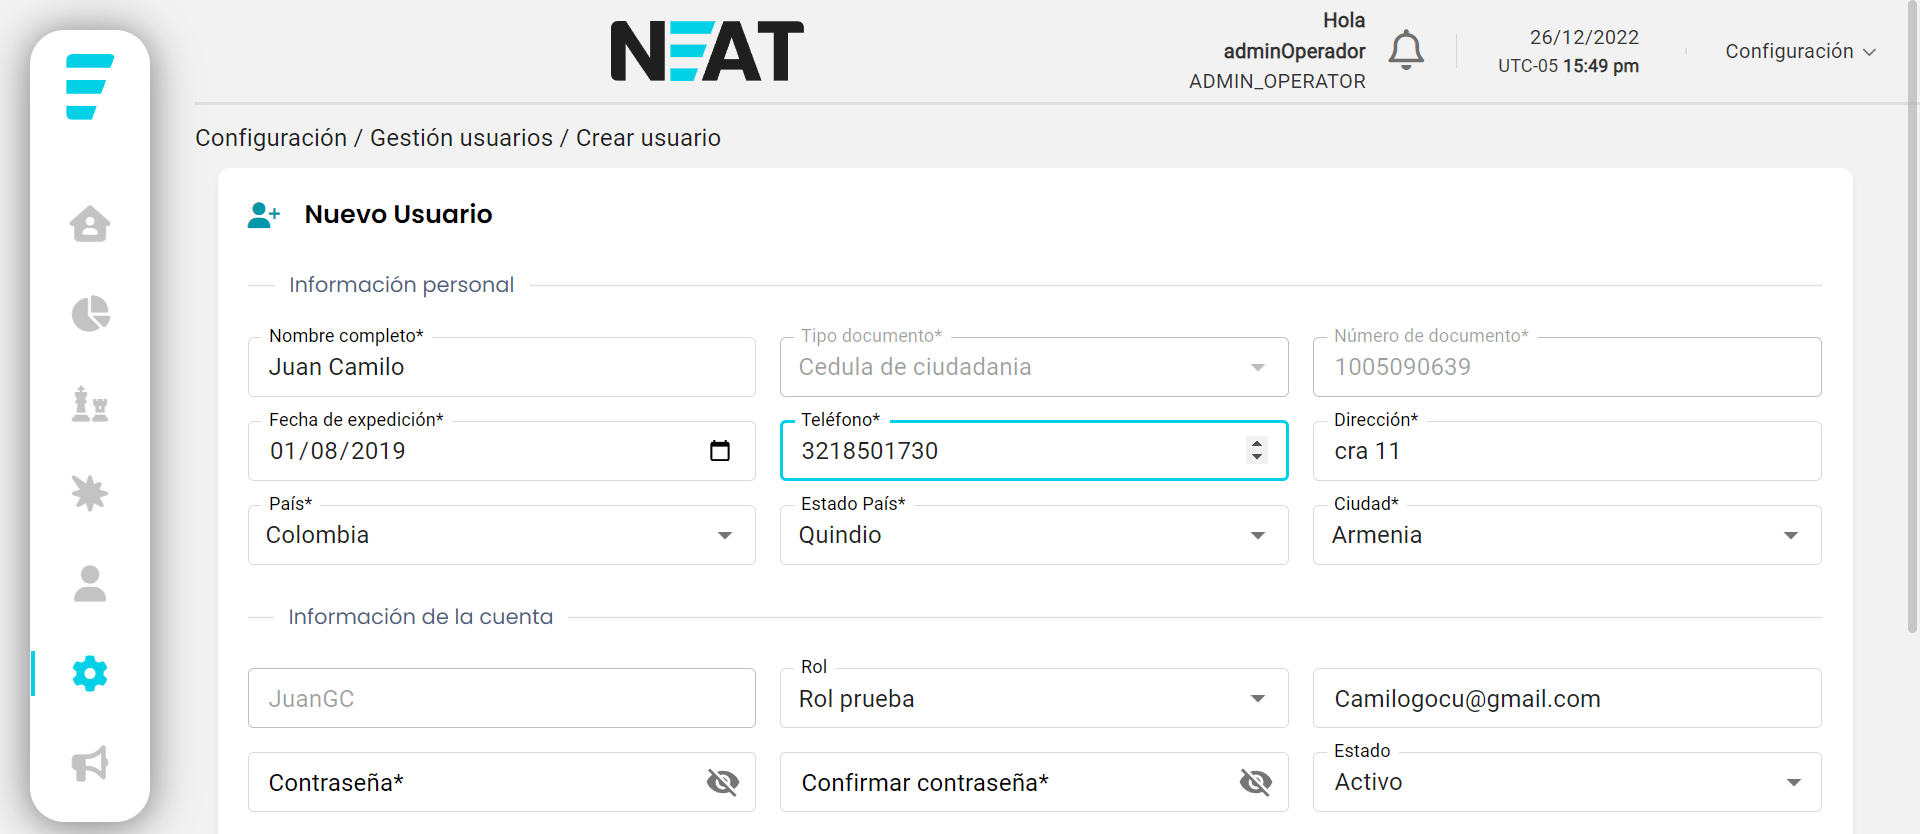 NEAT
Hola
adminOperador
ADMIN_OPERATOR
26/12/2022
UTC-05 15:49 pm
Configuración
Configuración / Gestión usuarios / Crear usuario
Nuevo Usuario
Información personal
Nombre completo*
Juan Camilo
Tipo documento*
Cedula de ciudadania
Número de documento*
1005090639
Fecha de expedición*
01/08/2019
Teléfono*
3218501730
Dirección*
cra 11
País*
Colombia
Estado País*
Quindio
Ciudad*
Armenia
Información de la cuenta
JuanGC
Rol
Rol prueba
Camilogocu@gmail.com
Contraseña*
Confirmar contraseña*
Estado
Activo